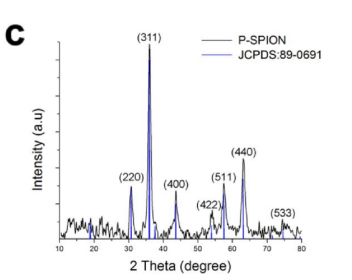 C
(311)
P-SPION
JCPDS:89-0691
(220)
(400)
(422)
(511)
(440)
(533)
Intensity (a.u)
10 20 30 40 50 60 70 80
2 Theta (degree)